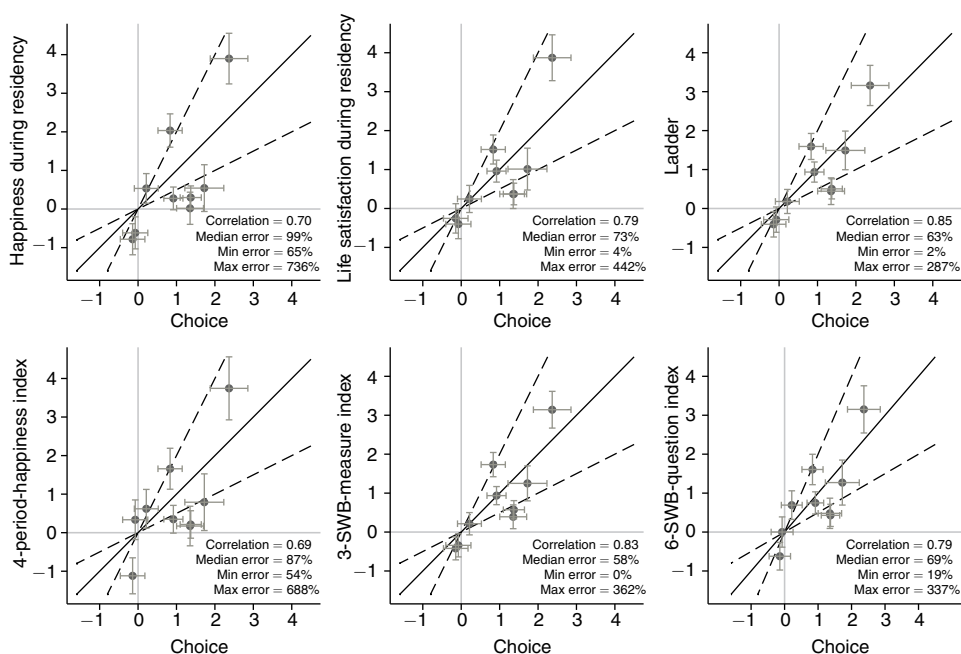 Happiness during residency
4
3
2
1
0
−1
Correlation = 0.70
Median error = 99%
Min error = 65%
Max error = 736%
−1 0 1 2 3 4
Choice
Life satisfaction during residency
4
3
2
1
0
−1
Correlation = 0.79
Median error = 73%
Min error = 4%
Max error = 442%
−1 0 1 2 3 4
Choice
Ladder
4
3
2
1
0
−1
Correlation = 0.85
Median error = 63%
Min error = 2%
Max error = 287%
−1 0 1 2 3 4
Choice
4-period-happiness index
4
3
2
1
0
−1
Correlation = 0.69
Median error = 87%
Min error = 54%
Max error = 688%
−1 0 1 2 3 4
Choice
3-SWB-measure index
4
3
2
1
0
−1
Correlation = 0.83
Median error = 58%
Min error = 0%
Max error = 362%
−1 0 1 2 3 4
Choice
6-SWB-question index
4
3
2
1
0
−1
Correlation = 0.79
Median error = 69%
Min error = 19%
Max error = 337%
−1 0 1 2 3 4
Choice